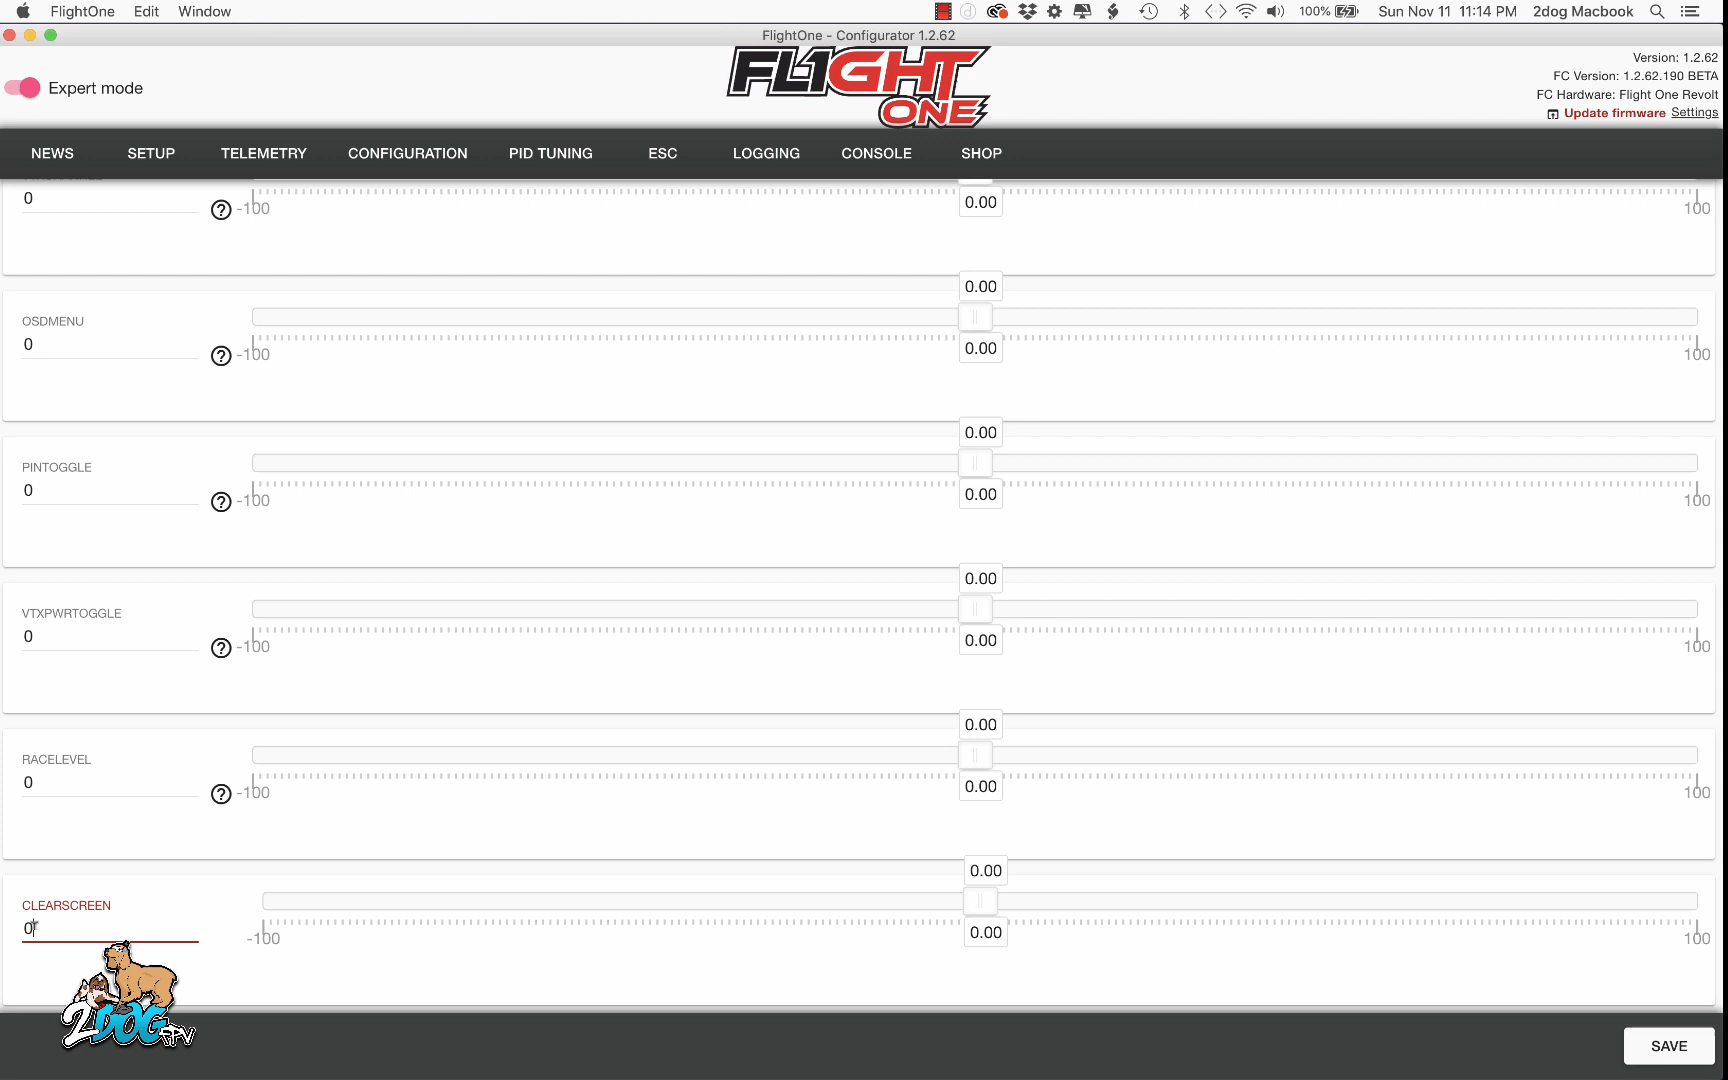 FlightOne Edit Window 100% Sun Nov 11 11:14 PM 2dog Macbook
FlightOne - Configurator 1.2.62
Expert mode
FL1GHT
ONE
Version: 1.2.62
FC Version: 1.2.62.190 BETA
FC Hardware: Flight One Revolt
Update firmware Settings
NEWS SETUP TELEMETRY CONFIGURATION PID TUNING ESC LOGGING CONSOLE SHOP
0
-100 0.00 100
0.00
OSDMENU
0
-100 0.00 100
0.00
PINTOGGLE
0
-100 0.00 100
0.00
VTXPWRTOGGLE
0
-100 0.00 100
0.00
RACELEVEL
0
-100 0.00 100
0.00
CLEARSCREEN
0
-100 0.00 100
2DOG FPV
SAVE